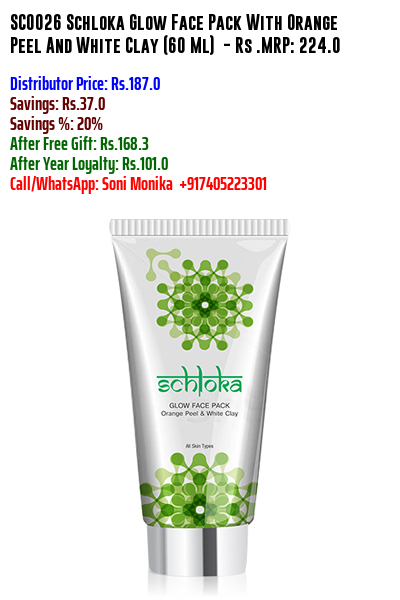 SC0026 Schloka Glow Face Pack With Orange
Peel And White Clay (60 Ml) - Rs .MRP: 224.0
Distributor Price: Rs.187.0
Savings: Rs.37.0
Savings %: 20%
After Free Gift: Rs.168.3
After Year Loyalty: Rs.101.0
Call/WhatsApp: Soni Monika +917405223301
schloka
GLOW FACE PACK
Orange Peel & White Clay
All Skin Types